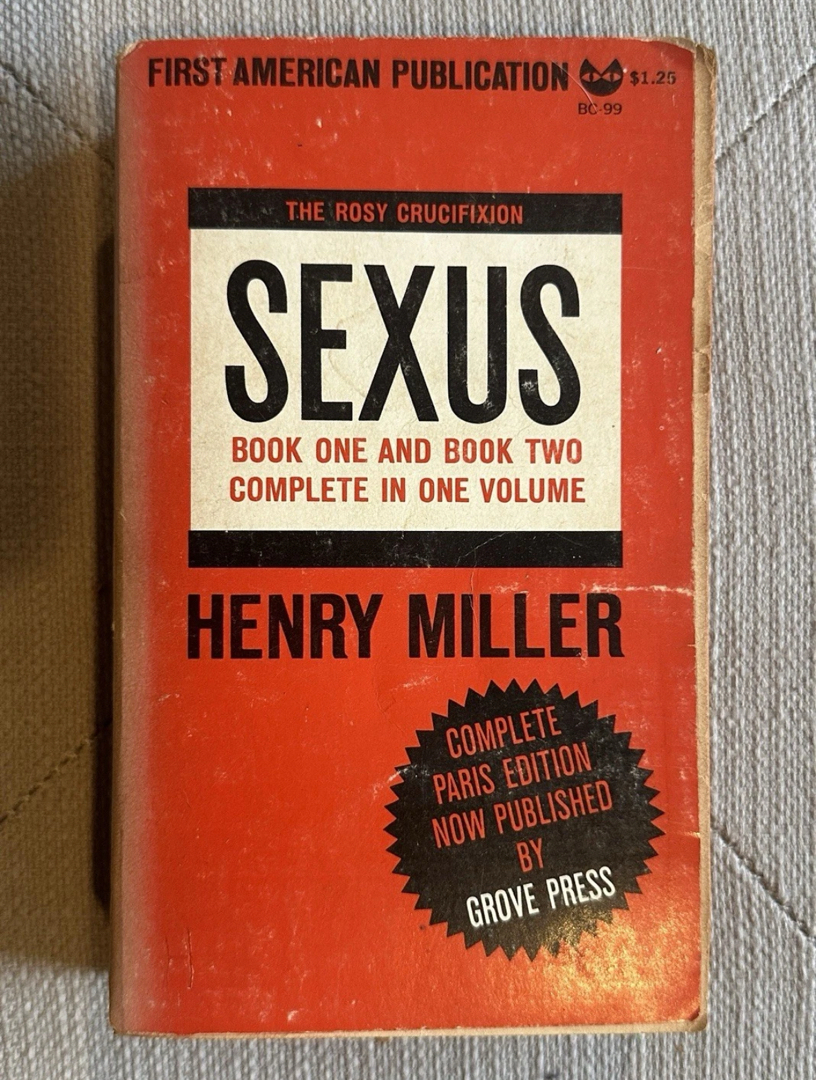 FIRST AMERICAN PUBLICATION $1.25
BC-99
THE ROSY CRUCIFIXION
SEXUS
BOOK ONE AND BOOK TWO
COMPLETE IN ONE VOLUME
HENRY MILLER
COMPLETE
PARIS EDITION
NOW PUBLISHED
BY
GROVE PRESS